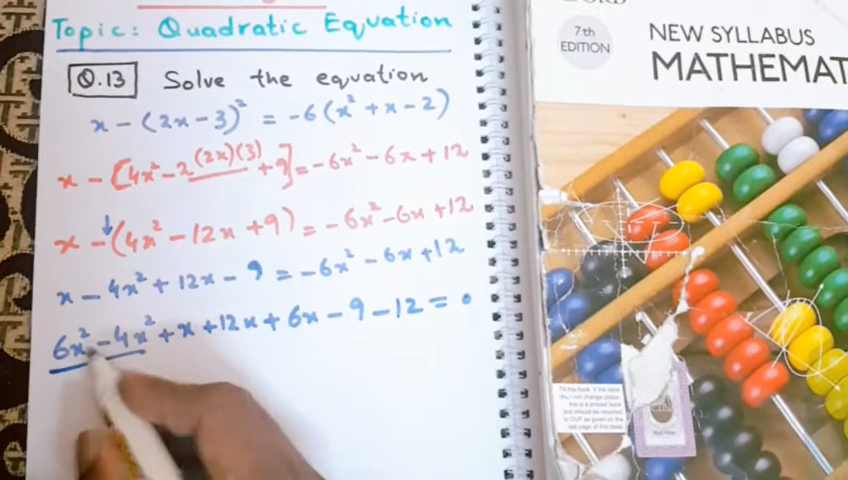 Topic: Quadratic Equation
Q.13 Solve the equation
x - (2x - 3)² = -6(x² + x - 2)
x - [4x² - 2(2x)(3) + 9] = -6x² - 6x + 12
x - (4x² - 12x + 9) = -6x² - 6x + 12
x - 4x² + 12x - 9 = -6x² - 6x + 12
6x² - 4x² + x + 12x + 6x - 9 - 12 = 0
7th
EDITION
NEW SYLLABUS
MATHEMAT